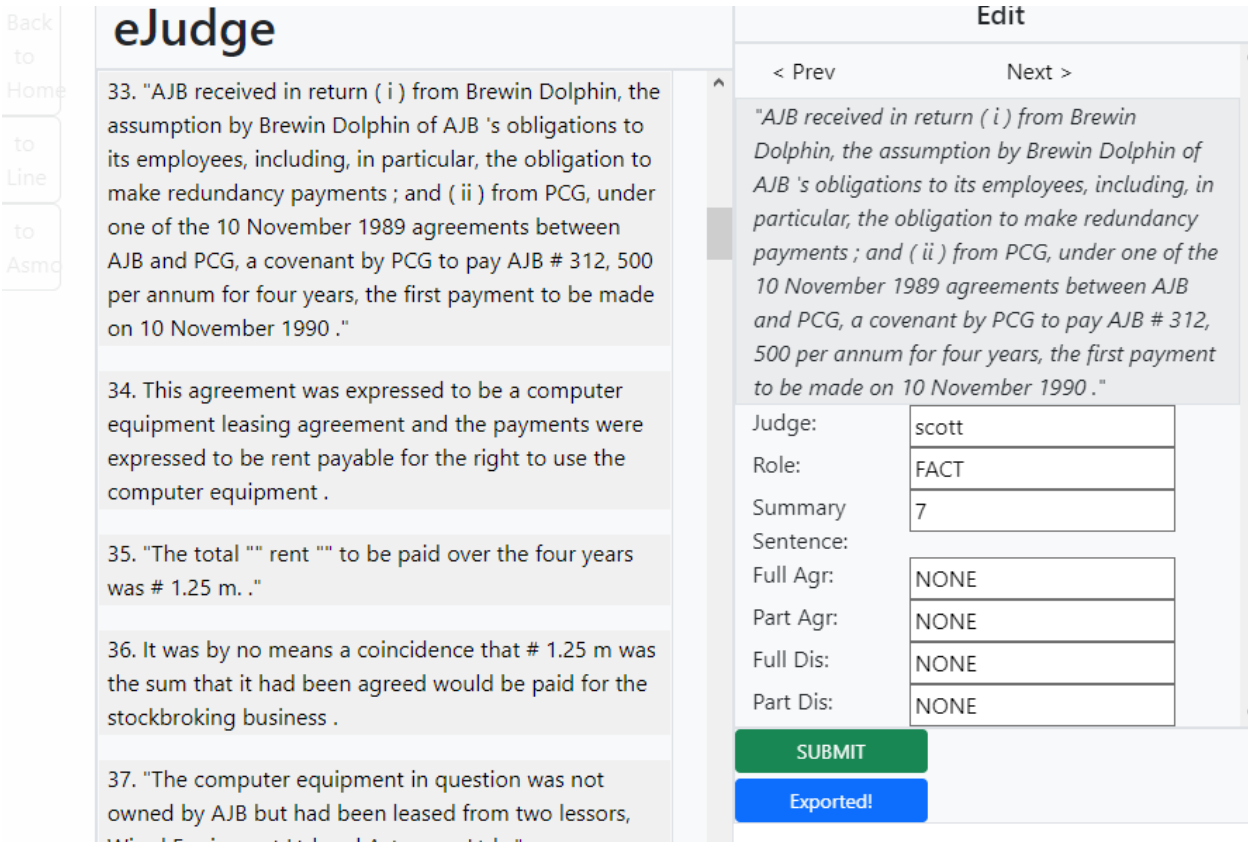 Back
to
Home
to
Line
to
Asmo
eJudge
33. "AJB received in return ( i ) from Brewin Dolphin, the
assumption by Brewin Dolphin of AJB 's obligations to
its employees, including, in particular, the obligation to
make redundancy payments ; and ( ii ) from PCG, under
one of the 10 November 1989 agreements between
AJB and PCG, a covenant by PCG to pay AJB # 312, 500
per annum for four years, the first payment to be made
on 10 November 1990 ."
34. This agreement was expressed to be a computer
equipment leasing agreement and the payments were
expressed to be rent payable for the right to use the
computer equipment .
35. "The total "" rent "" to be paid over the four years
was # 1.25 m. ."
36. It was by no means a coincidence that # 1.25 m was
the sum that it had been agreed would be paid for the
stockbroking business .
37. "The computer equipment in question was not
owned by AJB but had been leased from two lessors,
Edit
< Prev Next >
"AJB received in return ( i ) from Brewin
Dolphin, the assumption by Brewin Dolphin of
AJB 's obligations to its employees, including, in
particular, the obligation to make redundancy
payments ; and ( ii ) from PCG, under one of the
10 November 1989 agreements between AJB
and PCG, a covenant by PCG to pay AJB # 312,
500 per annum for four years, the first payment
to be made on 10 November 1990 ."
Judge: scott
Role: FACT
Summary 7
Sentence:
Full Agr: NONE
Part Agr: NONE
Full Dis: NONE
Part Dis: NONE
SUBMIT
Exported!